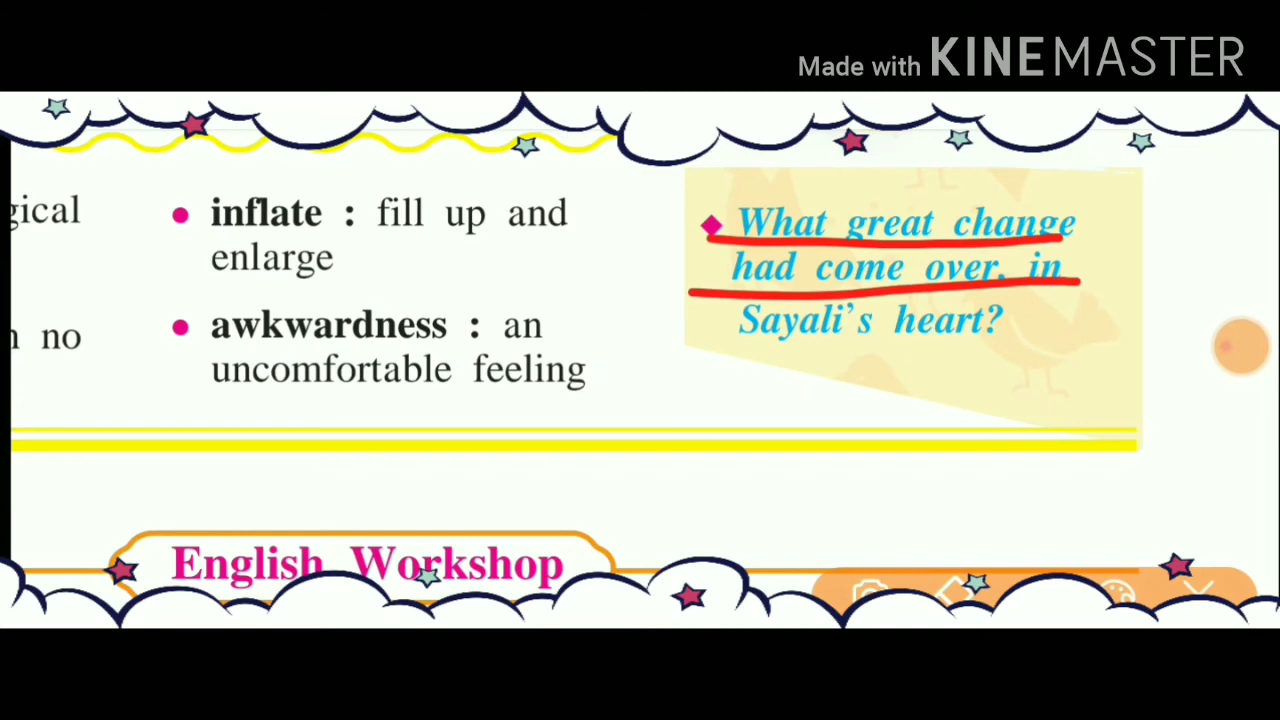 Made with KINEMASTER
gical
no
• inflate : fill up and
enlarge
• awkwardness : an
uncomfortable feeling
What great change
had come over, in
Sayali's heart?
English Workshop